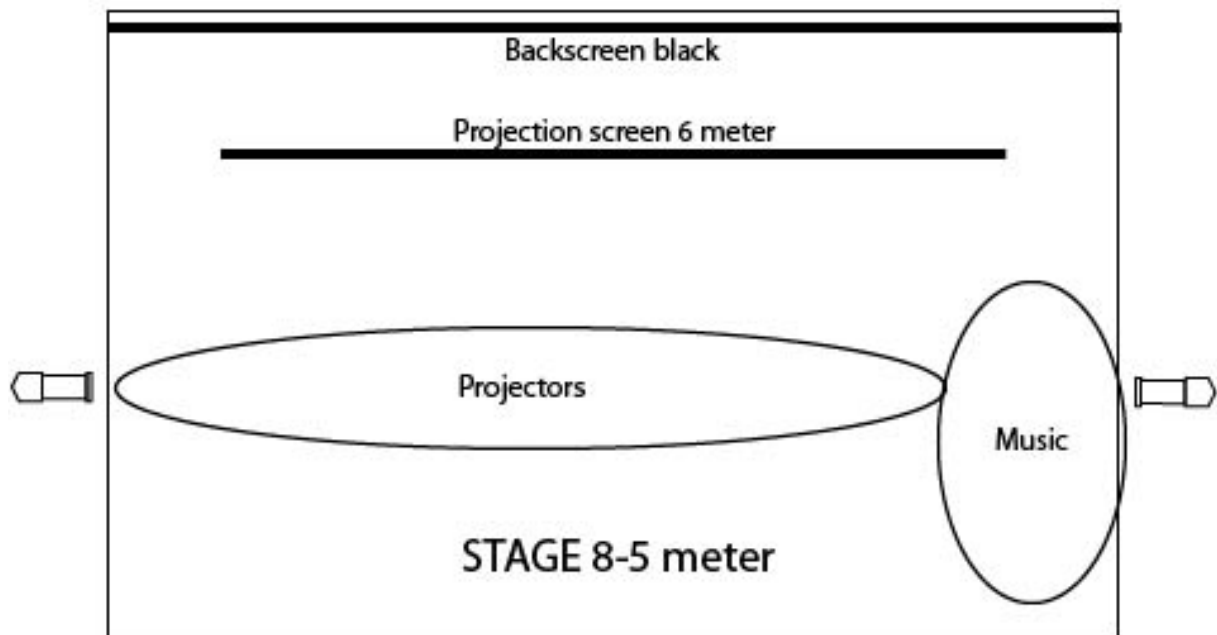 Backscreen black
Projection screen 6 meter
Projectors
Music
STAGE 8-5 meter